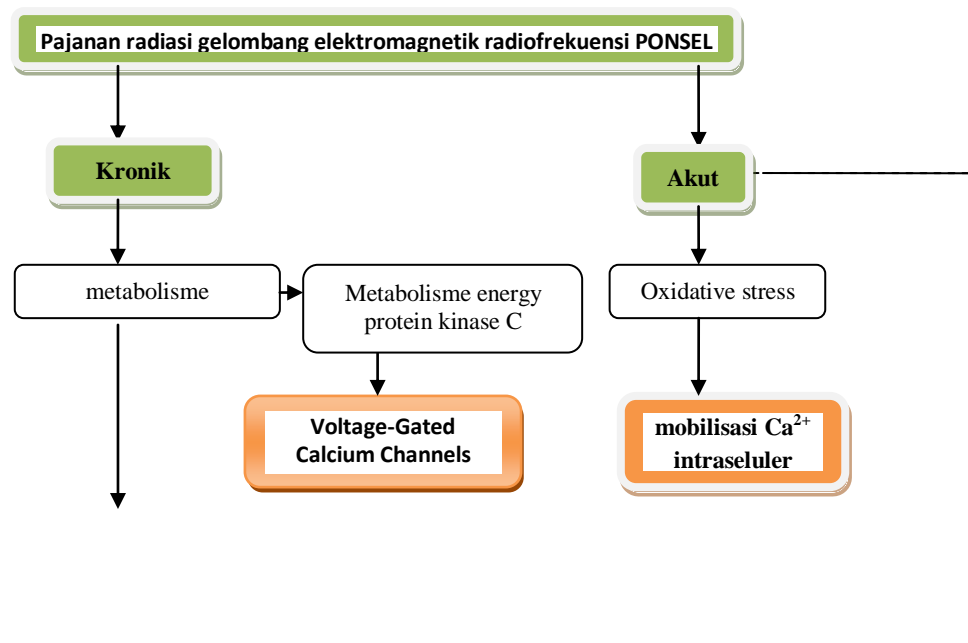 Pajanan radiasi gelombang elektromagnetik radiofrekuensi PONSEL
Kronik
Akut
metabolisme
Metabolisme energy
protein kinase C
Oxidative stress
Voltage-Gated
Calcium Channels
mobilisasi Ca²⁺
intraseluler